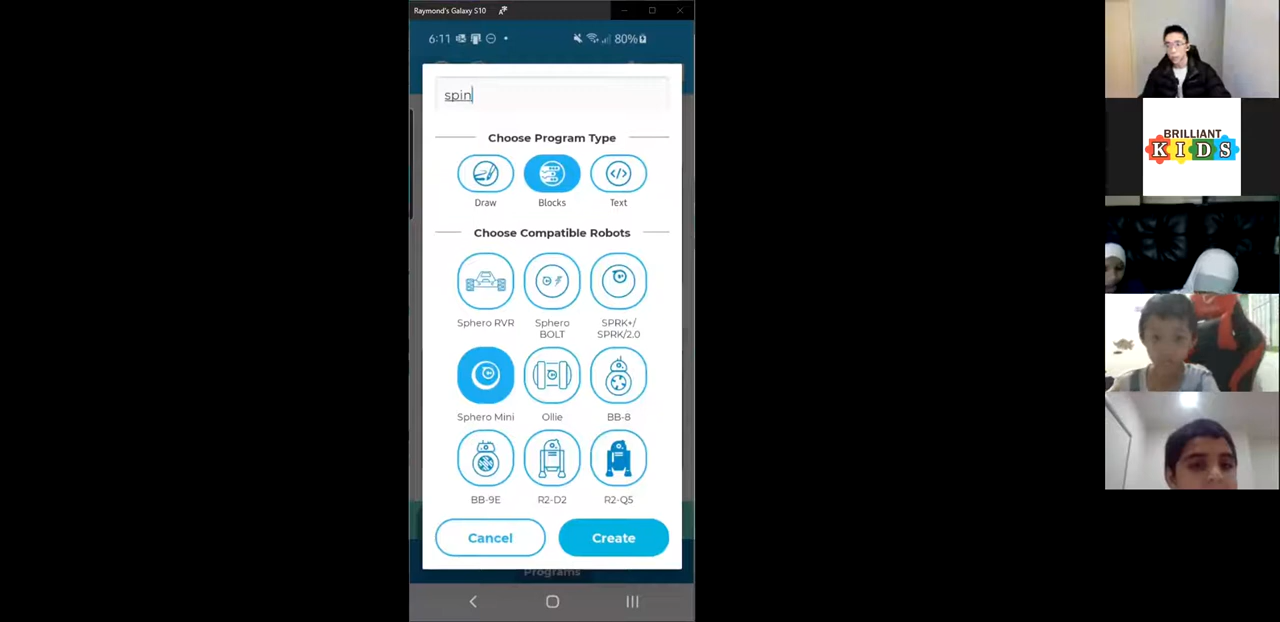 Raymond's Galaxy S10
6:11
80%
spin
Choose Program Type
Draw
Blocks
Text
Choose Compatible Robots
Sphero RVR
Sphero
BOLT
SPRK+/
SPRK/2.0
Sphero Mini
Ollie
BB-8
BB-9E
R2-D2
R2-Q5
Cancel
Create
Programs
BRILLIANT
KIDS